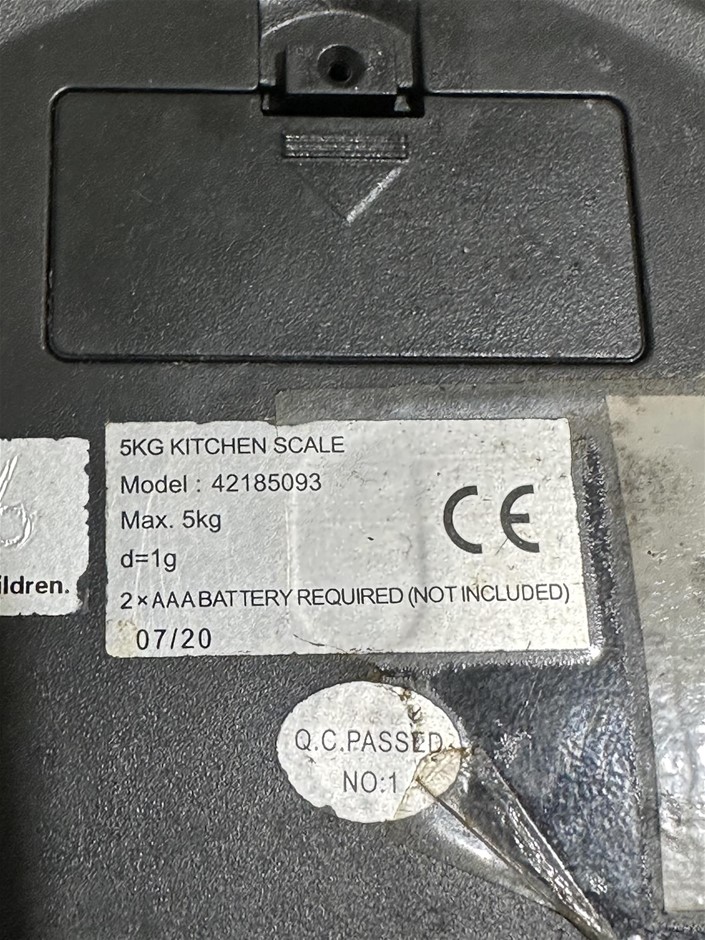 5KG KITCHEN SCALE
Model : 42185093
Max. 5kg
d=1g
CE
2×AAA BATTERY REQUIRED (NOT INCLUDED)
07/20
ildren.
Q.C.PASSED
NO:1